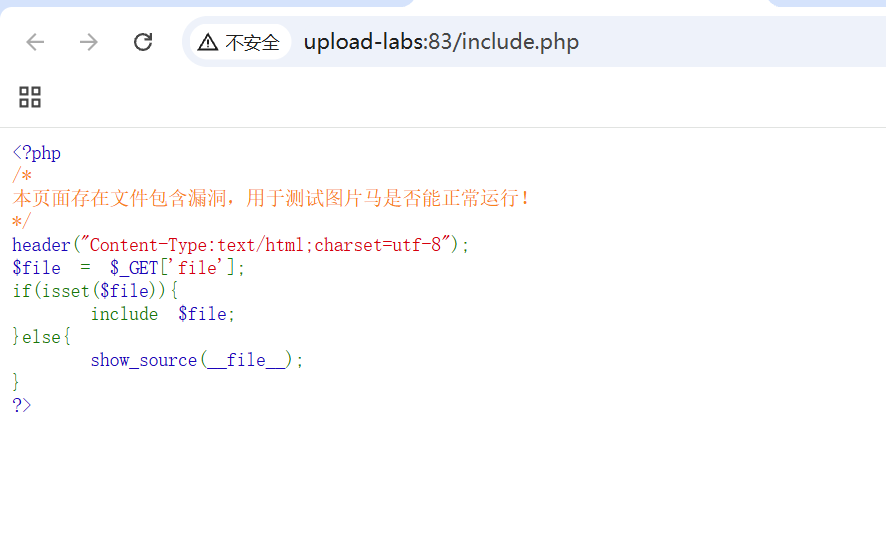 不安全 upload-labs:83/include.php
<?php
/*
本页面存在文件包含漏洞，用于测试图片马是否能正常运行！
*/
header("Content-Type:text/html;charset=utf-8");
$file  =  $_GET['file'];
if(isset($file)){
        include  $file;
}else{
        show_source(__file__);
}
?>